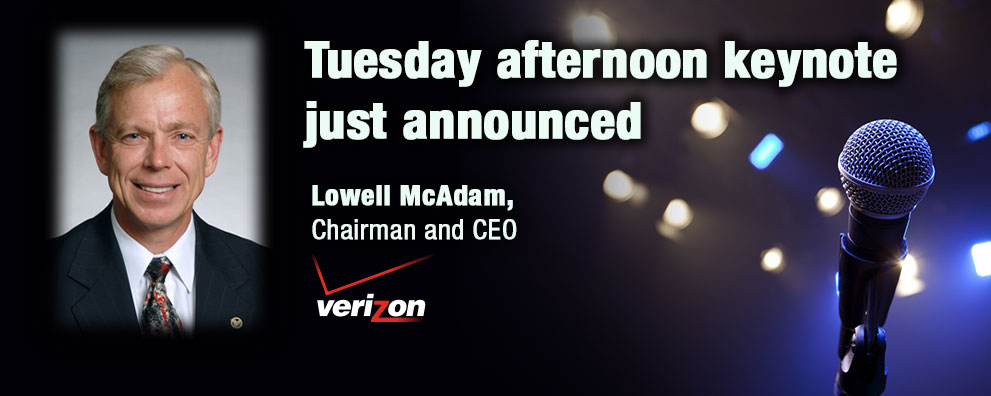 Tuesday afternoon keynote
just announced
Lowell McAdam,
Chairman and CEO
verizon